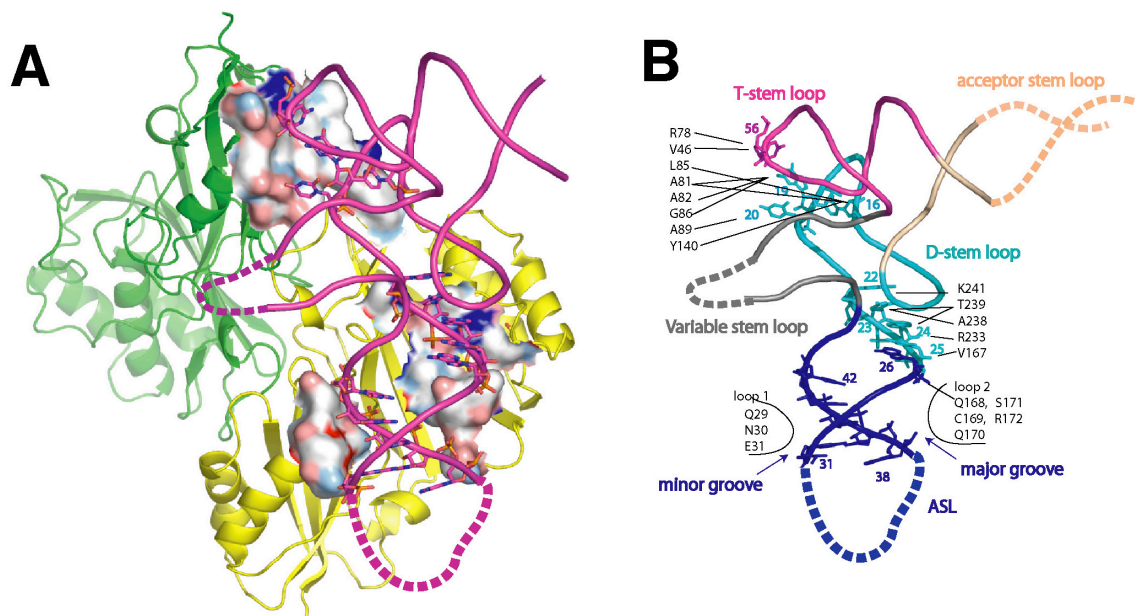 A
B
acceptor stem loop
T-stem loop
56
R78
V46
L85
A81
A82
G86
A89
Y140
19
16
20
D-stem loop
22
K241
T239
A238
R233
V167
23
24
25
26
Variable stem loop
42
loop 1
Q29
N30
E31
loop 2
Q168, S171
C169, R172
Q170
31
38
minor groove
major groove
ASL